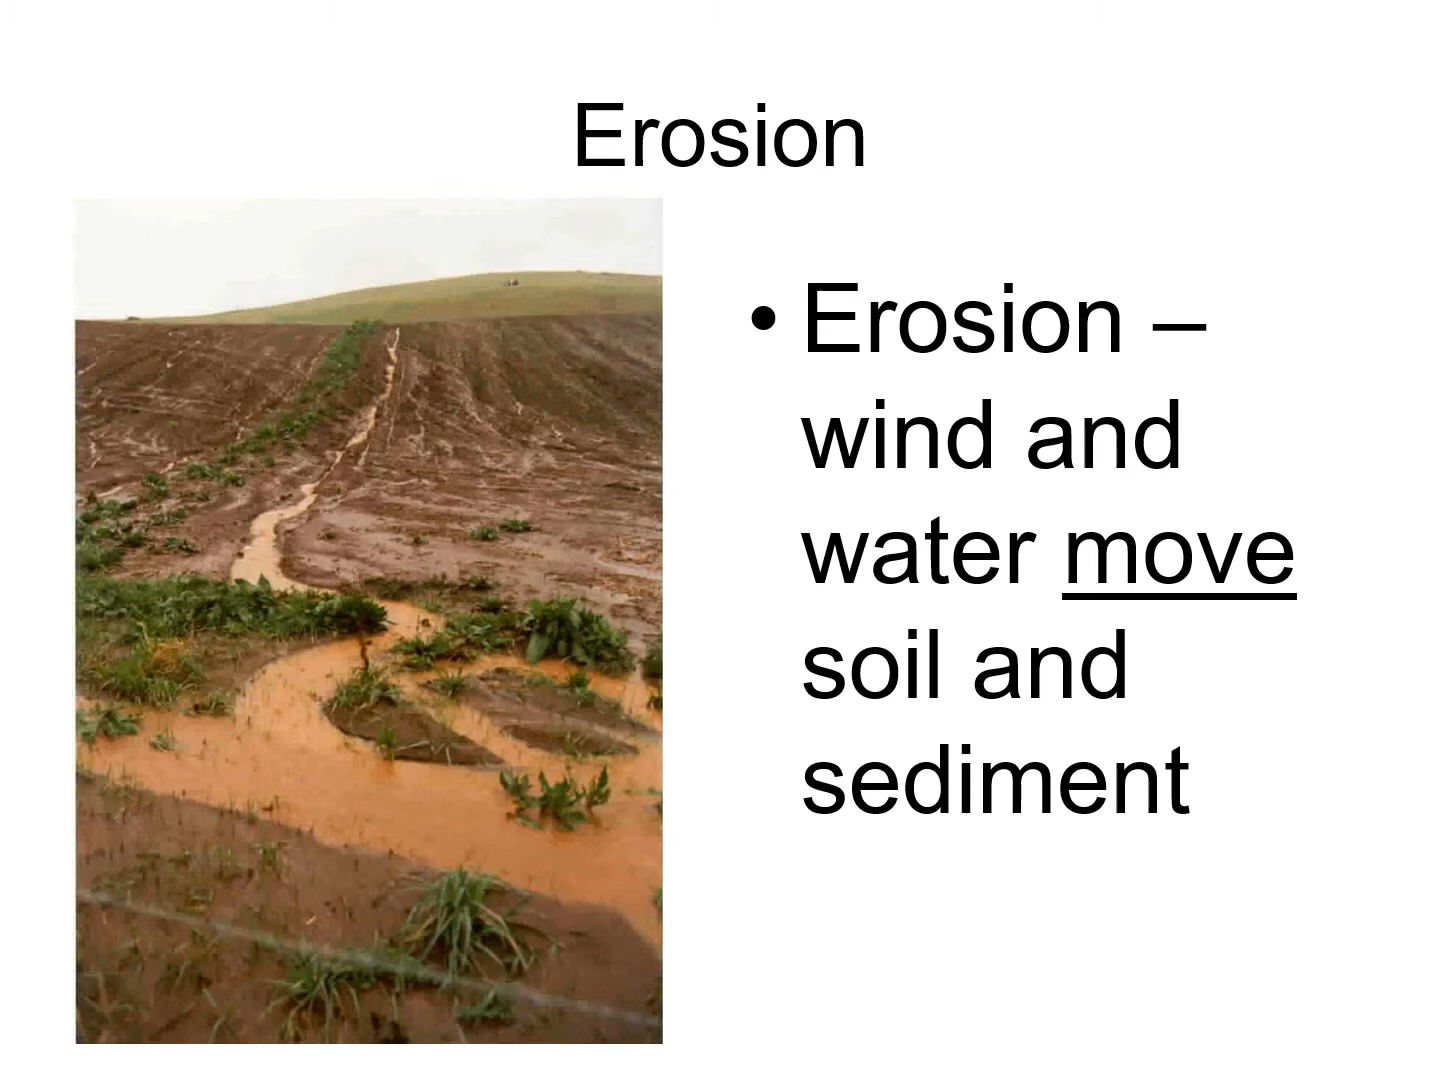 Erosion
• Erosion –
wind and
water move
soil and
sediment